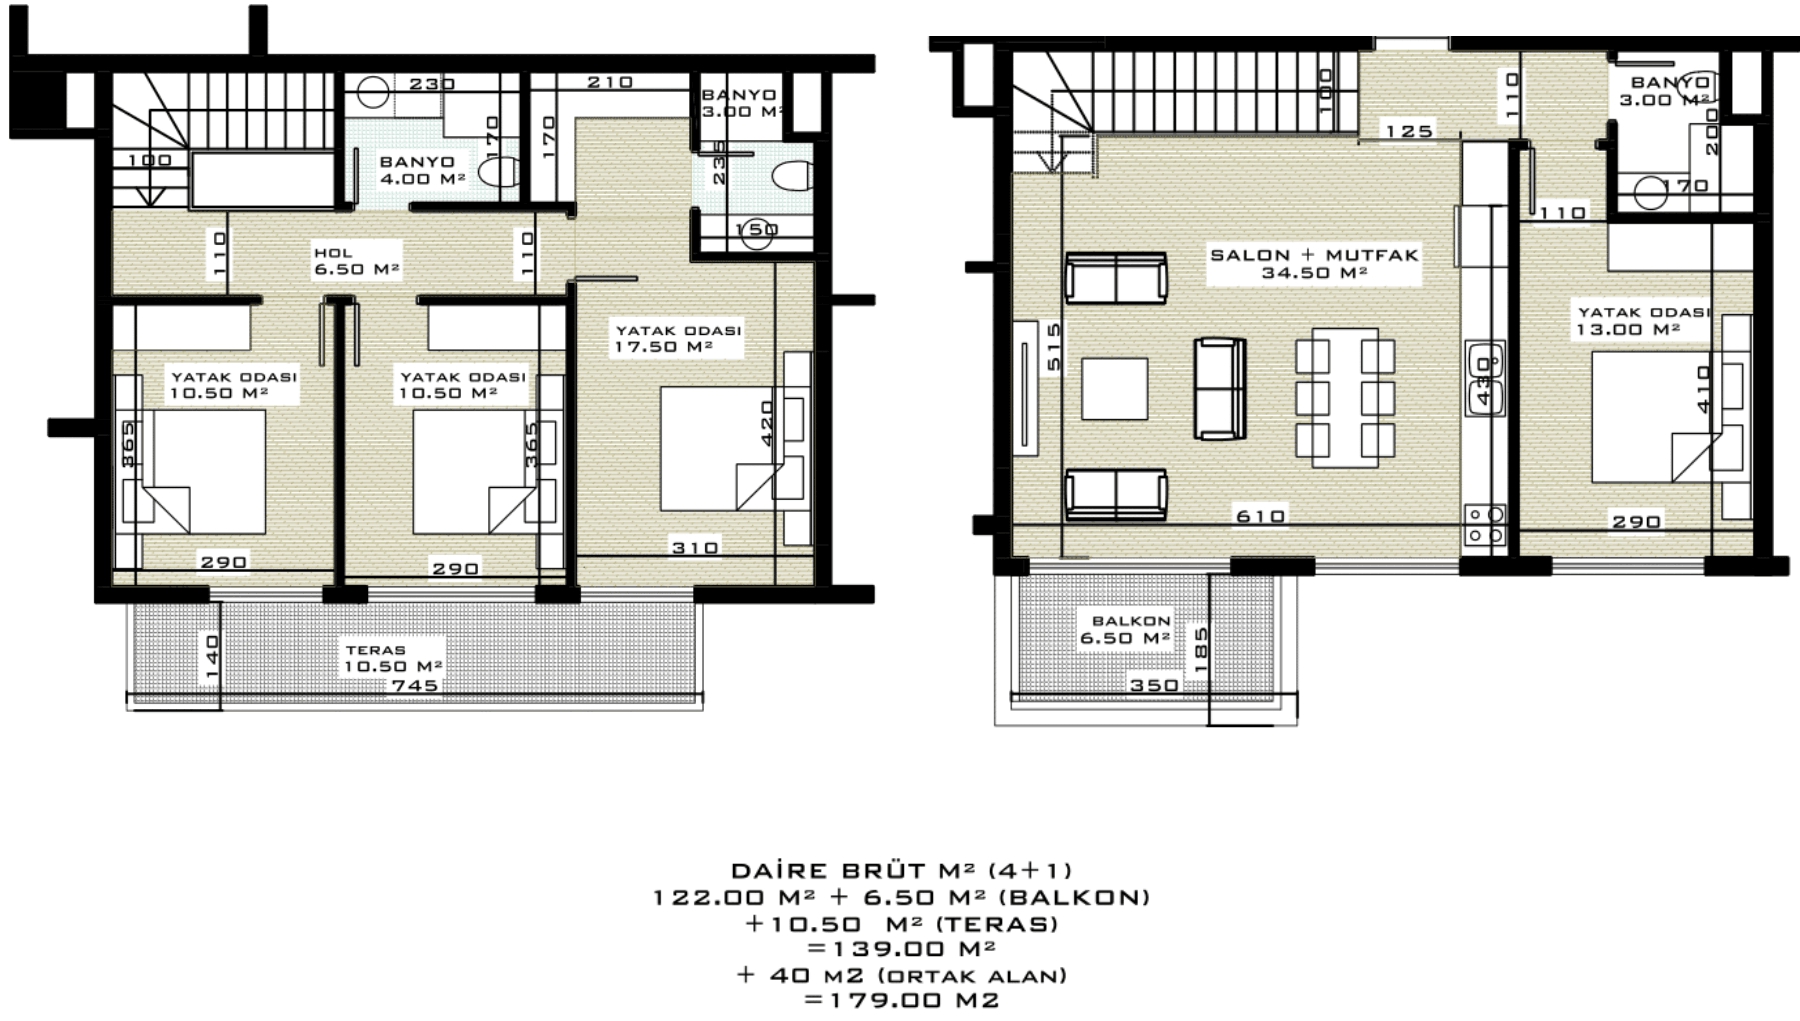 230
210
BANYO
3.00 M²
170
170
100
BANYO
4.00 M²
235
150
110
HOL
6.50 M²
110
YATAK ODASI
17.50 M²
YATAK ODASI
10.50 M²
YATAK ODASI
10.50 M²
365
365
420
290
290
310
140
TERAS
10.50 M²
745
100
110
BANYO
3.00 M²
125
200
170
110
SALON + MUTFAK
34.50 M²
YATAK ODASI
13.00 M²
515
430
410
610
290
BALKON
6.50 M²
185
350
DAİRE BRÜT M² (4+1)
122.00 M² + 6.50 M² (BALKON)
+10.50 M² (TERAS)
=139.00 M²
+ 40 M2 (ORTAK ALAN)
=179.00 M2